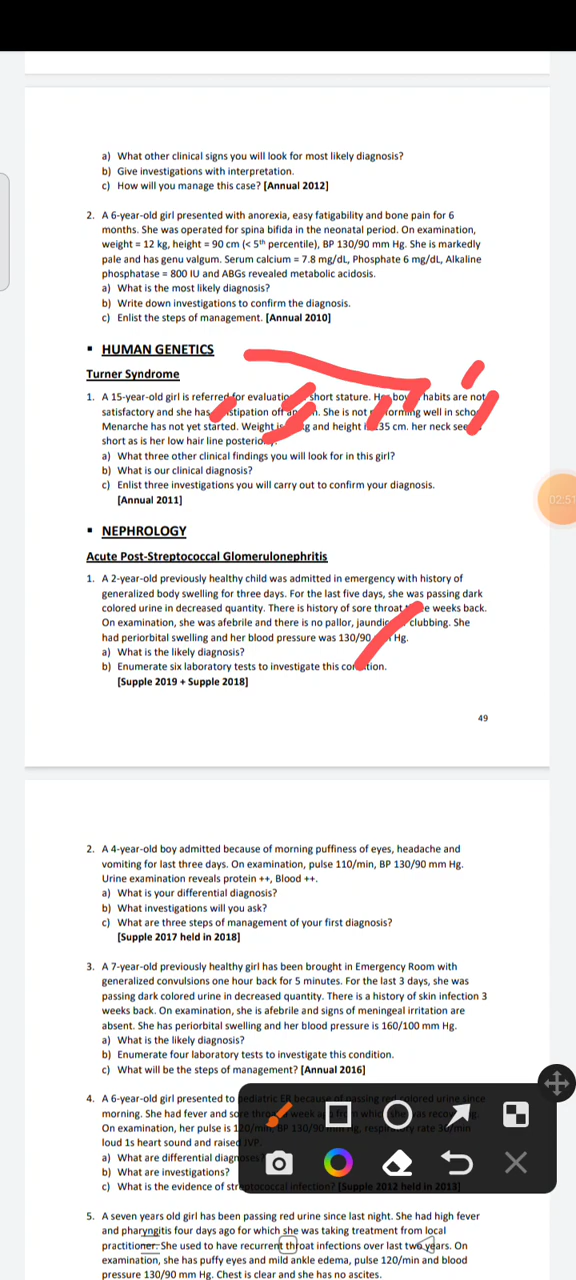 a) What other clinical signs you will look for most likely diagnosis?
b) Give investigations with interpretation.
c) How will you manage this case? [Annual 2012]
2. A 6-year-old girl presented with anorexia, easy fatigability and bone pain for 6
months. She was operated for spina bifida in the neonatal period. On examination,
weight = 12 kg, height = 90 cm (< 5th percentile), BP 130/90 mm Hg. She is markedly
pale and has genu valgum. Serum calcium = 7.8 mg/dL, Phosphate 6 mg/dL, Alkaline
phosphatase = 800 IU and ABGs revealed metabolic acidosis.
a) What is the most likely diagnosis?
b) Write down investigations to confirm the diagnosis.
c) Enlist the steps of management. [Annual 2010]
▪ HUMAN GENETICS
Turner Syndrome
1. A 15-year-old girl is referred for evaluation short stature. habits are not
satisfactory and she has off She is not well in
Menarche has not yet started. Weight and height her neck
short as is her low hair line
a) What three other clinical findings you will look for in this girl?
b) What is our clinical diagnosis?
c) Enlist three investigations you will carry out to confirm your diagnosis.
[Annual 2011]
▪ NEPHROLOGY
Acute Post-Streptococcal Glomerulonephritis
1. A 2-year-old previously healthy child was admitted in emergency with history of
generalized body swelling for three days. For the last five days, she was passing dark
colored urine in decreased quantity. There is history of sore throat weeks back.
On examination, she was afebrile and there is no pallor, clubbing. She
had periorbital swelling and her blood pressure was 130/90 Hg.
a) What is the likely diagnosis?
b) Enumerate six laboratory tests to investigate this
[Supple 2019 + Supple 2018]
49
2. A 4-year-old boy admitted because of morning puffiness of eyes, headache and
vomiting for last three days. On examination, pulse 110/min, BP 130/90 mm Hg.
Urine examination reveals protein ++, Blood ++.
a) What is your differential diagnosis?
b) What investigations will you ask?
c) What are three steps of management of your first diagnosis?
[Supple 2017 held in 2018]
3. A 7-year-old previously healthy girl has been brought in Emergency Room with
generalized convulsions one hour back for 5 minutes. For the last 3 days, she was
passing dark colored urine in decreased quantity. There is a history of skin infection 3
weeks back. On examination, she is afebrile and signs of meningeal irritation are
absent. She has periorbital swelling and her blood pressure is 160/100 mm Hg.
a) What is the likely diagnosis?
b) Enumerate four laboratory tests to investigate this condition.
c) What will be the steps of management? [Annual 2016]
4. A 6-year-old girl presented to pediatric ER because of passing red colored urine since
morning. She had fever and sore
On examination, her pulse is BP 130/90 respiratory rate
loud 1s heart sound and raised JVP.
a) What are differential
b) What are investigations?
c) What is the evidence of streptococcal infection? [Supple 2012 held in 2013]
5. A seven years old girl has been passing red urine since last night. She had high fever
and pharyngitis four days ago for which she was taking treatment from local
practitioner. She used to have recurrent throat infections over last two years. On
examination, she has puffy eyes and mild ankle edema, pulse 120/min and blood
pressure 130/90 mm Hg. Chest is clear and she has no ascites.
02:51